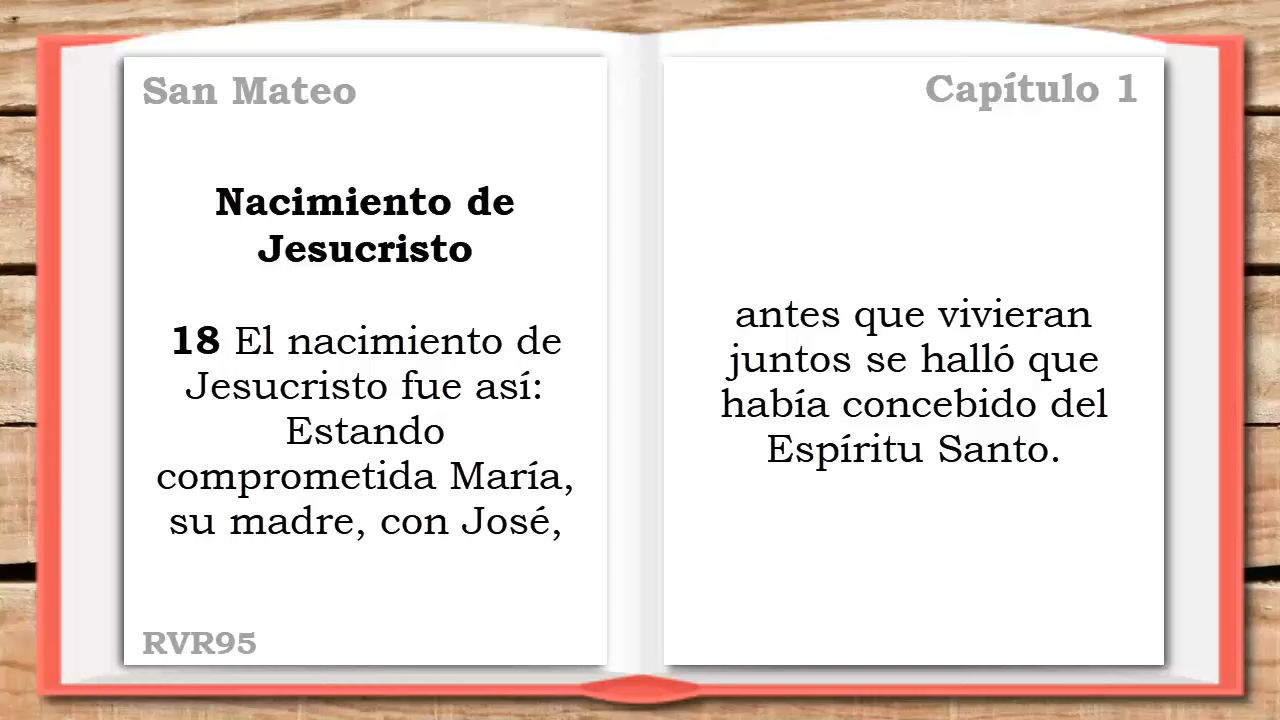 San Mateo
Nacimiento de
Jesucristo
18 El nacimiento de
Jesucristo fue así:
Estando
comprometida María,
su madre, con José,
RVR95
Capítulo 1
antes que vivieran
juntos se halló que
había concebido del
Espíritu Santo.